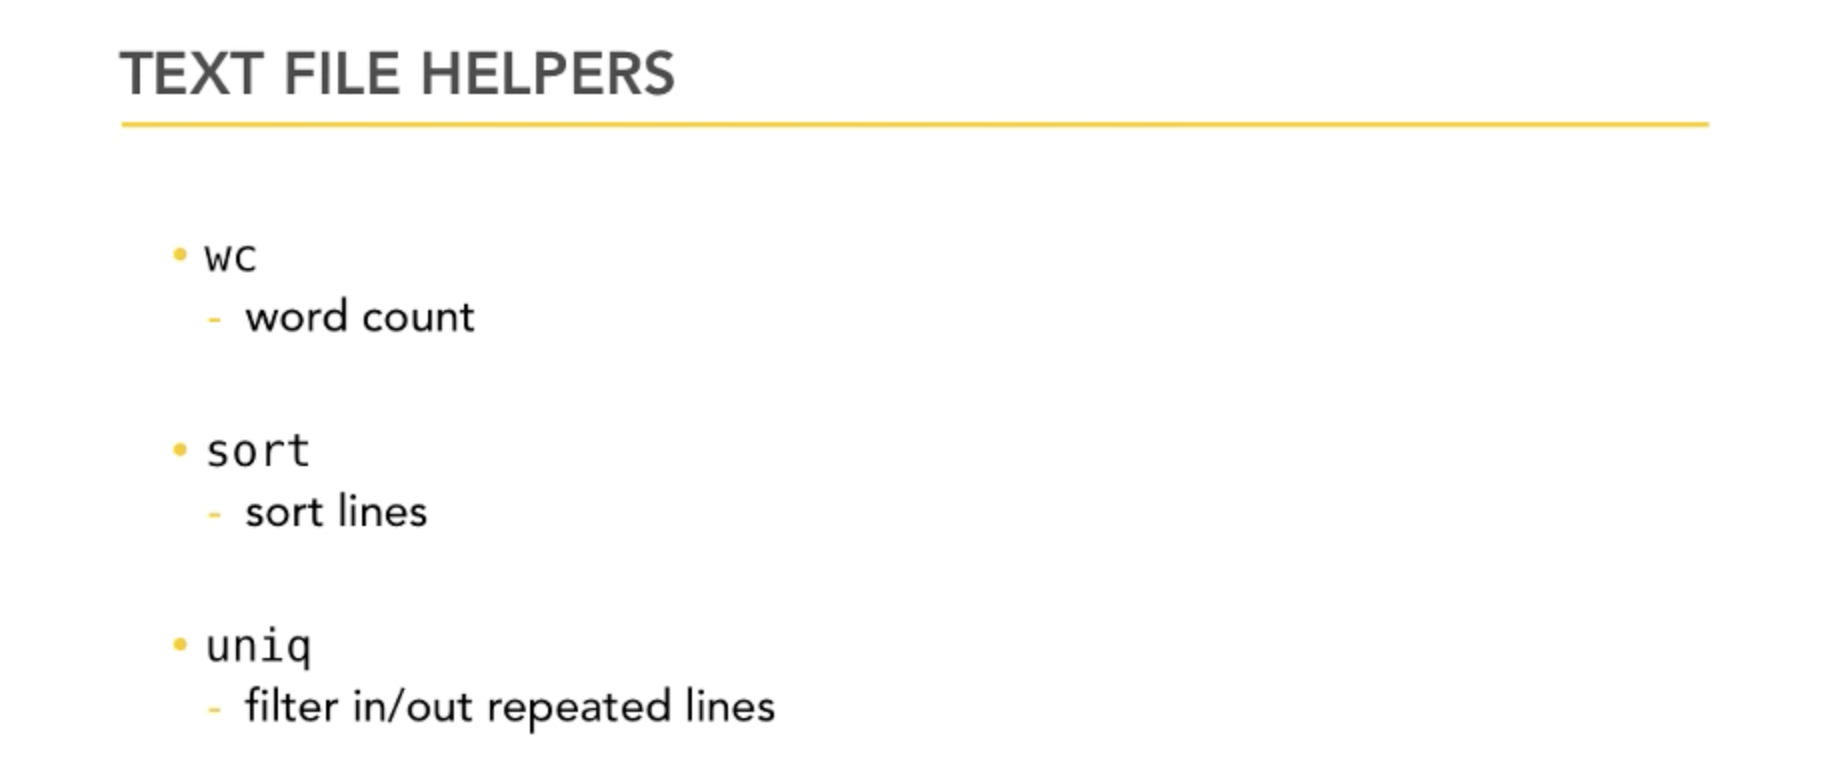 TEXT FILE HELPERS
• wc
- word count
• sort
- sort lines
• uniq
- filter in/out repeated lines